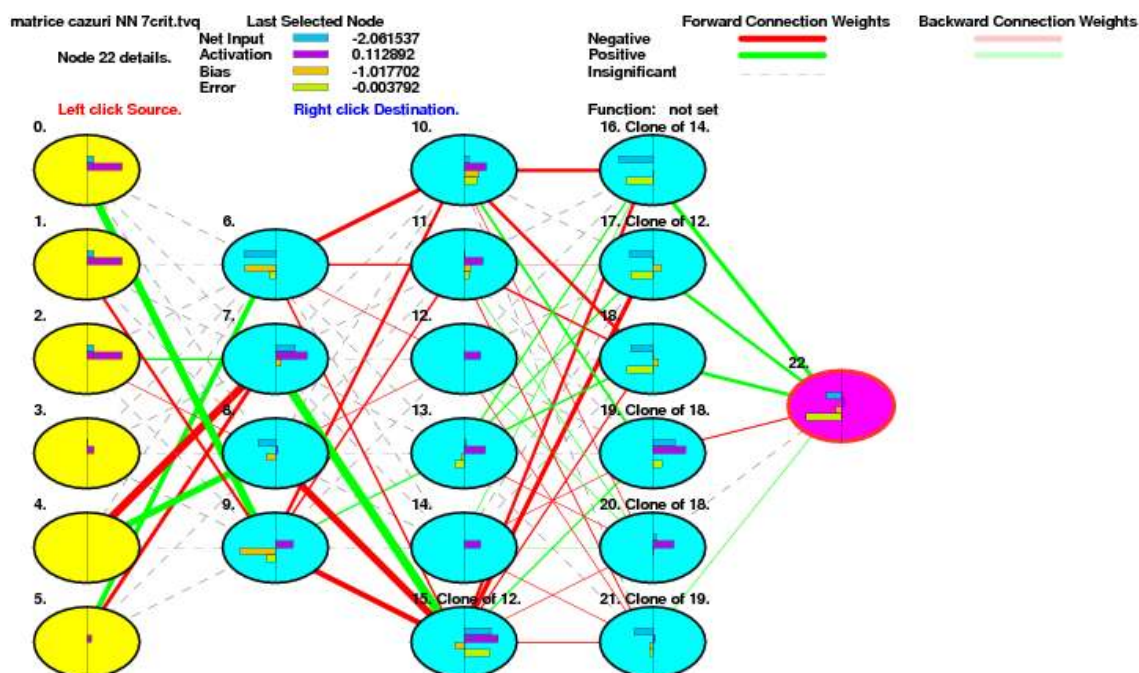 matrice cazuri NN 7crit.tvq
Last Selected Node
Forward Connection Weights
Backward Connection Weights
Node 22 details.
Net Input -2.061537
Activation 0.112892
Bias -1.017702
Error -0.003792
Negative
Positive
Insignificant
Left click Source.
Right click Destination.
Function: not set
0.
10.
16. Clone of 14.
1.
6.
11.
17. Clone of 12.
2.
7.
12.
18.
22.
3.
8.
13.
19. Clone of 18.
4.
9.
14.
20. Clone of 18.
5.
15. Clone of 12.
21. Clone of 19.